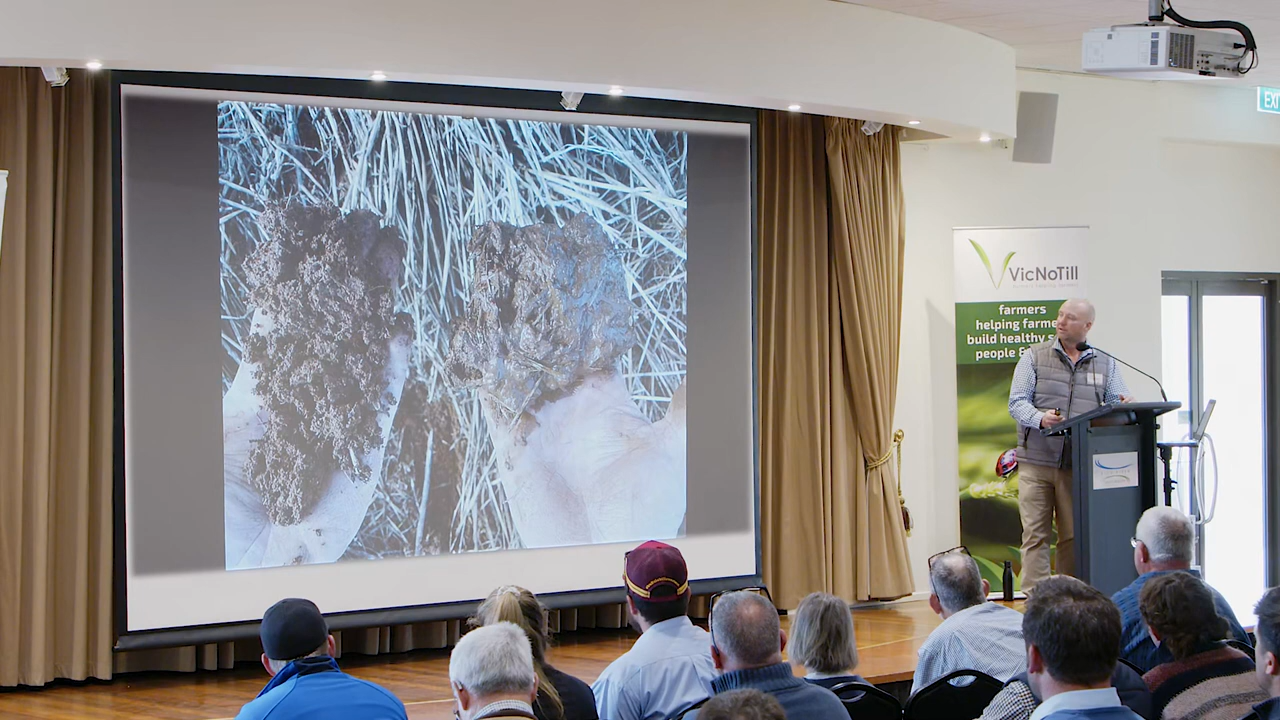 VicNoTill
farmers
helping farme
build healthy s
people &
EXI